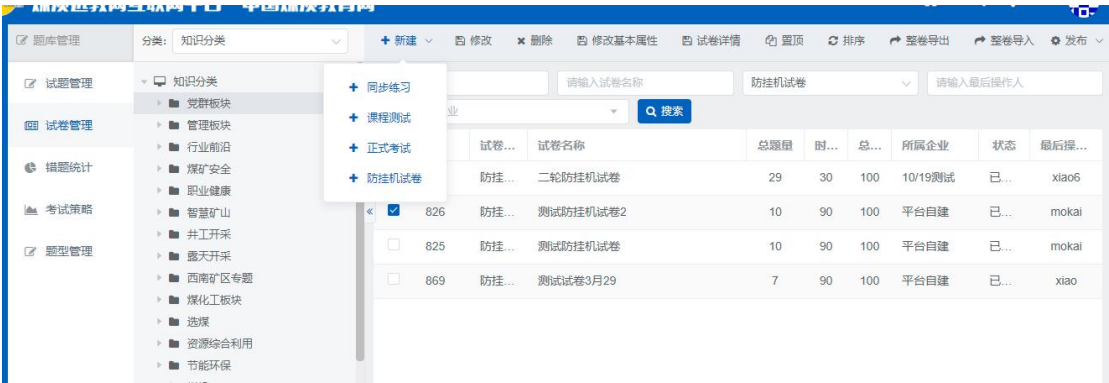 题库管理
分类: 知识分类
+ 新建 修改 × 删除 修改基本属性 试卷详情 置顶 排序 整卷导出 整卷导入 发布
试题管理
试卷管理
错题统计
考试策略
题型管理
知识分类
党群板块
管理板块
行业前沿
煤矿安全
职业健康
智慧矿山
井工开采
露天开采
西南矿区专题
煤化工板块
选煤
资源综合利用
节能环保
+ 同步练习
+ 课程测试
+ 正式考试
+ 防挂机试卷
请输入试卷名称 防挂机试卷 请输入最后操作人
业 搜索
试卷... 试卷名称 总题量 时... 总... 所属企业 状态 最后操...
防挂... 二轮防挂机试卷 29 30 100 10/19测试 已... xiao6
« 826 防挂... 测试防挂机试卷2 10 90 100 平台自建 已... mokai
825 防挂... 测试防挂机试卷 10 90 100 平台自建 已... mokai
869 防挂... 测试试卷3月29 7 90 100 平台自建 已... xiao